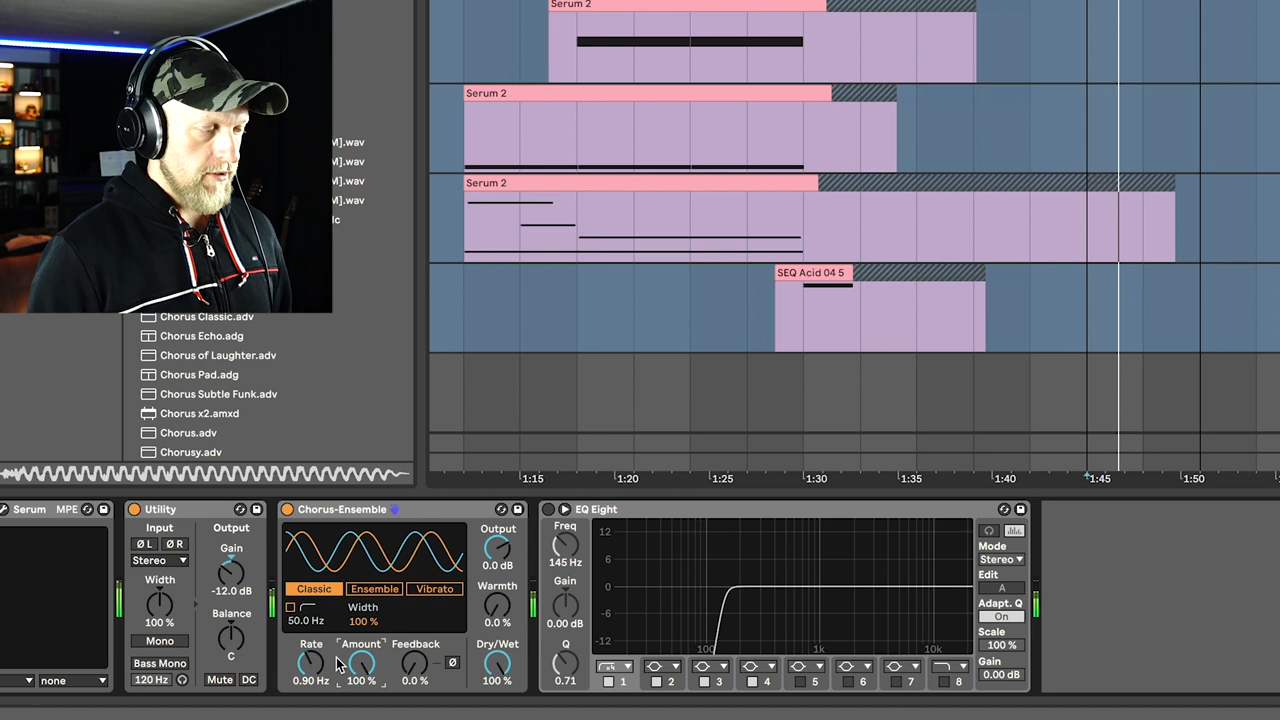 Serum 2
Serum 2
Serum 2
SEQ Acid 04 5
M].wav
M].wav
M].wav
M].wav
lc
Chorus Classic.adv
Chorus Echo.adg
Chorus of Laughter.adv
Chorus Pad.adg
Chorus Subtle Funk.adv
Chorus x2.amxd
Chorus.adv
Chorusy.adv
1:15 1:20 1:25 1:30 1:35 1:40 1:45 1:50
Serum MPE
none
Utility
Input Output
Ø L Ø R
Gain
Stereo
Width
-12.0 dB
100 %
Balance
Mono
C
Bass Mono
120 Hz
Mute DC
Chorus-Ensemble
Output
0.0 dB
Classic Ensemble Vibrato
Warmth
Width
50.0 Hz 100 %
0.0 %
Rate Amount Feedback Dry/Wet
Ø
0.90 Hz 100 % 0.0 % 100 %
EQ Eight
Freq
145 Hz
Gain
0.00 dB
Q
0.71
12
6
0
-6
-12
100 1k 10k
1 2 3 4 5 6 7 8
Mode
Stereo
Edit
A
Adapt. Q
On
Scale
100 %
Gain
0.00 dB